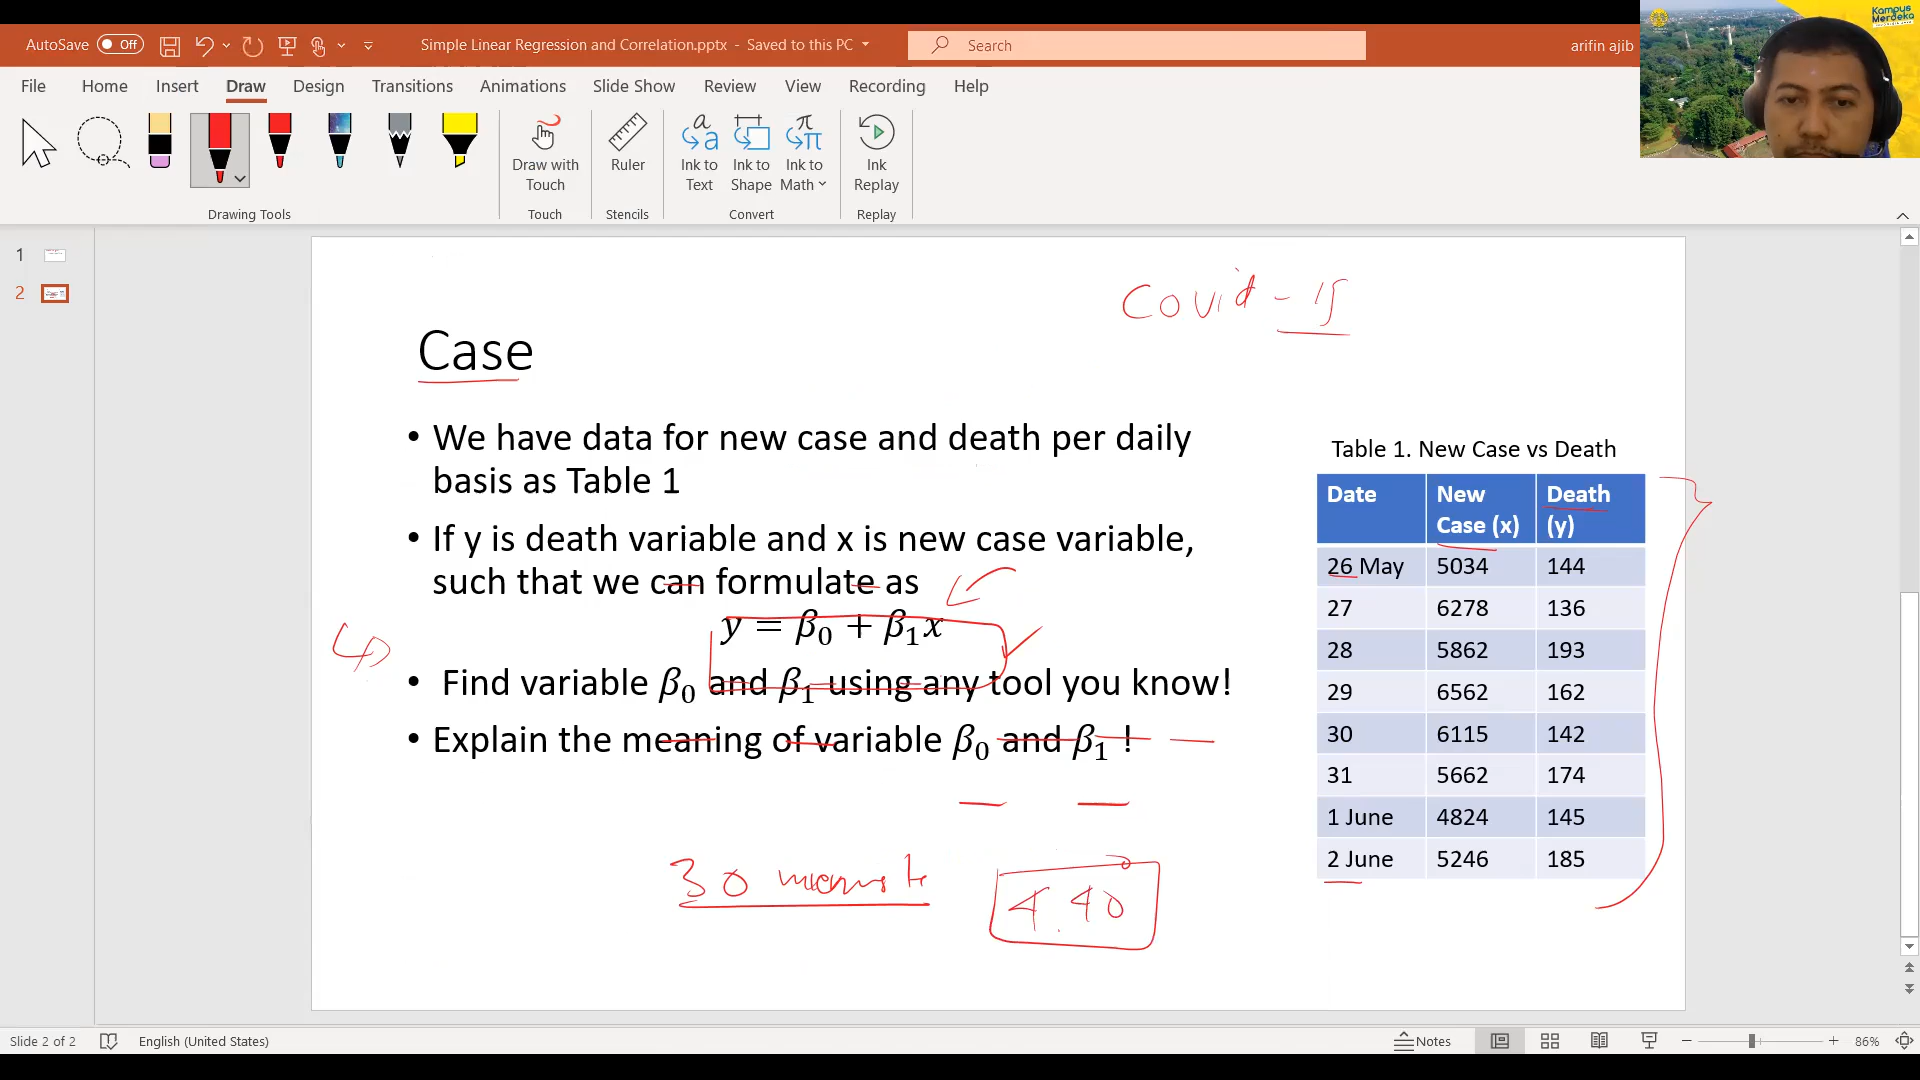 AutoSave Off
Simple Linear Regression and Correlation.pptx - Saved to this PC
Search
arifin ajib
Kampus
Merdeka
File Home Insert Draw Design Transitions Animations Slide Show Review View Recording Help
Draw with Touch
Ruler
Ink to Text
Ink to Shape
Ink to Math
Ink Replay
Drawing Tools
Touch
Stencils
Convert
Replay
1
2
Covid-19
Case
• We have data for new case and death per daily
basis as Table 1
• If y is death variable and x is new case variable,
such that we can formulate as
y = β0 + β1x
• Find variable β0 and β1 using any tool you know!
• Explain the meaning of variable β0 and β1 !
30
4.40
Table 1. New Case vs Death
Date New Case (x) Death (y)
26 May 5034 144
27 6278 136
28 5862 193
29 6562 162
30 6115 142
31 5662 174
1 June 4824 145
2 June 5246 185
Slide 2 of 2
English (United States)
Notes
86%